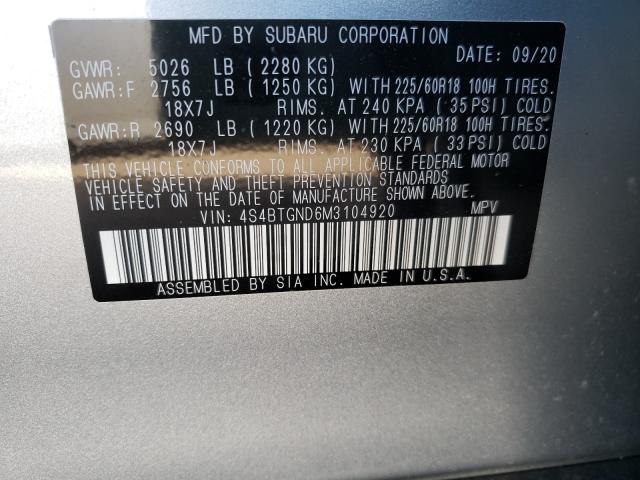 MFD BY SUBARU CORPORATION
DATE: 09/20
GVWR: 5026 LB (2280 KG)
GAWR:F 2756 LB (1250 KG) WITH 225/60R18 100H TIRES.
18X7J RIMS. AT 240 KPA (35 PSI) COLD
GAWR:R 2690 LB (1220 KG) WITH 225/60R18 100H TIRES.
18X7J RIMS. AT 230 KPA (33 PSI) COLD
THIS VEHICLE CONFORMS TO ALL APPLICABLE FEDERAL MOTOR
VEHICLE SAFETY AND THEFT PREVENTION STANDARDS
IN EFFECT ON THE DATE OF MANUFACTURE SHOWN ABOVE.
VIN: 4S4BTGND6M3104920 MPV
ASSEMBLED BY SIA INC. MADE IN U.S.A.